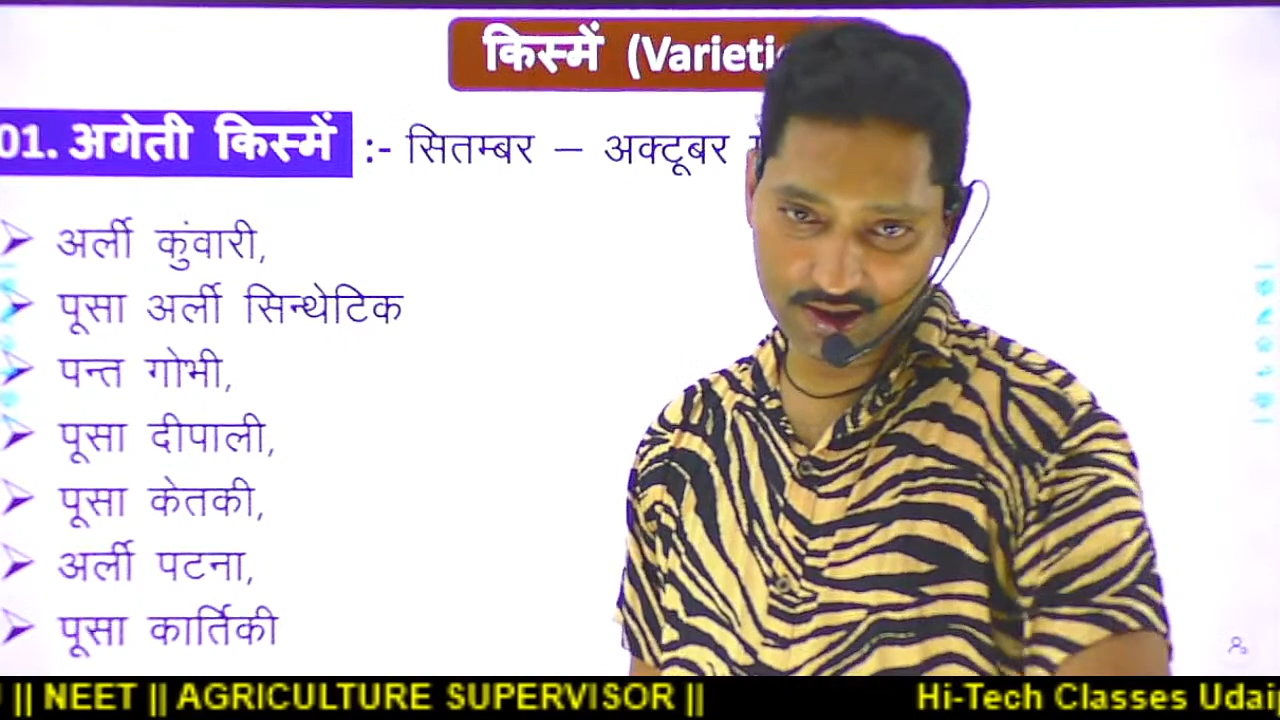 किस्में (Varieti
01. अगेती किस्में :- सितम्बर – अक्टूबर
➢ अर्ली कुंवारी,
➢ पूसा अर्ली सिन्थेटिक
➢ पन्त गोभी,
➢ पूसा दीपाली,
➢ पूसा केतकी,
➢ अर्ली पटना,
➢ पूसा कार्तिकी
|| NEET || AGRICULTURE SUPERVISOR || Hi-Tech Classes Udai